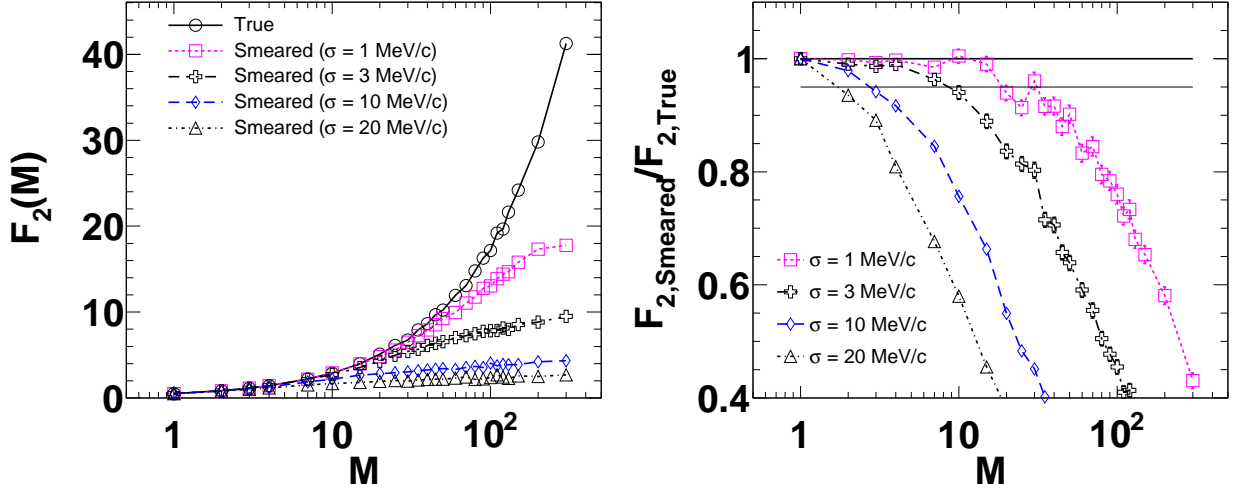 True
Smeared (σ = 1 MeV/c)
Smeared (σ = 3 MeV/c)
Smeared (σ = 10 MeV/c)
Smeared (σ = 20 MeV/c)
F₂(M)
40
30
20
10
0
1
10
10²
M
F₂,Smeared/F₂,True
1
0.8
0.6
0.4
σ = 1 MeV/c
σ = 3 MeV/c
σ = 10 MeV/c
σ = 20 MeV/c
1
10
10²
M